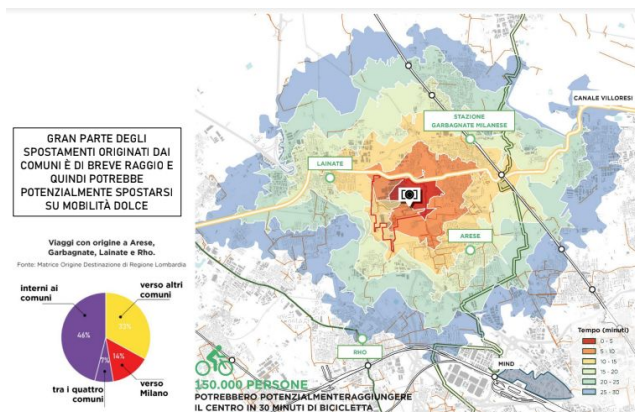 GRAN PARTE DEGLI
SPOSTAMENTI ORIGINATI DAI
COMUNI È DI BREVE RAGGIO E
QUINDI POTREBBE
POTENZIALMENTE SPOSTARSI
SU MOBILITÀ DOLCE
Viaggi con origine a Arese,
Garbagnate, Lainate e Rho.
Fonte: Matrice Origine Destinazione di Regione Lombardia
interni ai
comuni
verso altri
comuni
46%
33%
14%
7%
tra i quattro
comuni
verso
Milano
CANALE VILLORESI
STAZIONE
GARBAGNATE MILANESE
LAINATE
ARESE
RHO
MIND
150.000 PERSONE
POTREBBERO POTENZIALMENTERAGGIUNGERE
IL CENTRO IN 30 MINUTI DI BICICLETTA
Tempo (minuti)
0 - 5
5 - 10
10 - 15
15 - 20
20 - 25
25 - 30